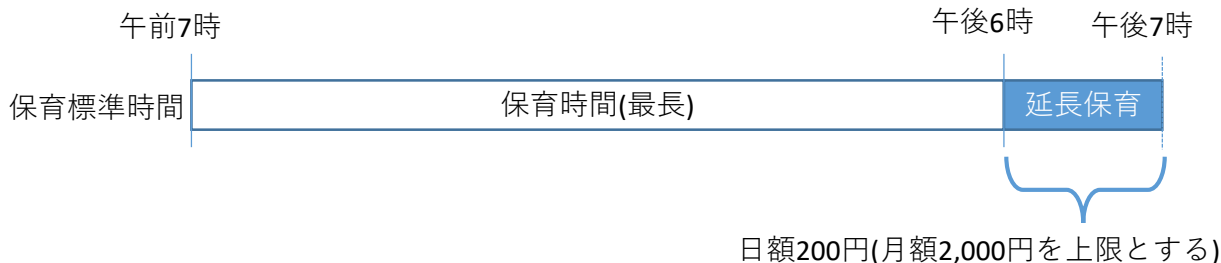 午前7時
午後6時
午後7時
保育標準時間
保育時間(最長)
延長保育
日額200円(月額2,000円を上限とする)